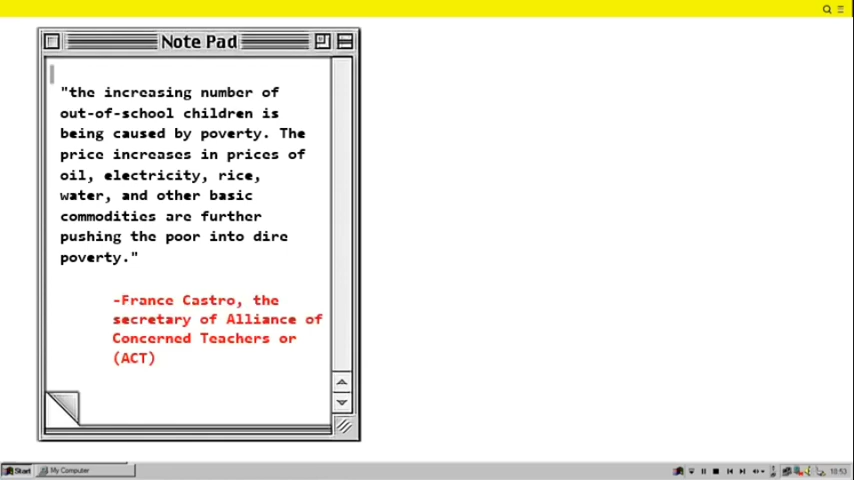 Note Pad
"the increasing number of
out-of-school children is
being caused by poverty. The
price increases in prices of
oil, electricity, rice,
water, and other basic
commodities are further
pushing the poor into dire
poverty."
-France Castro, the
secretary of Alliance of
Concerned Teachers or
(ACT)
Start
My Computer
10:53